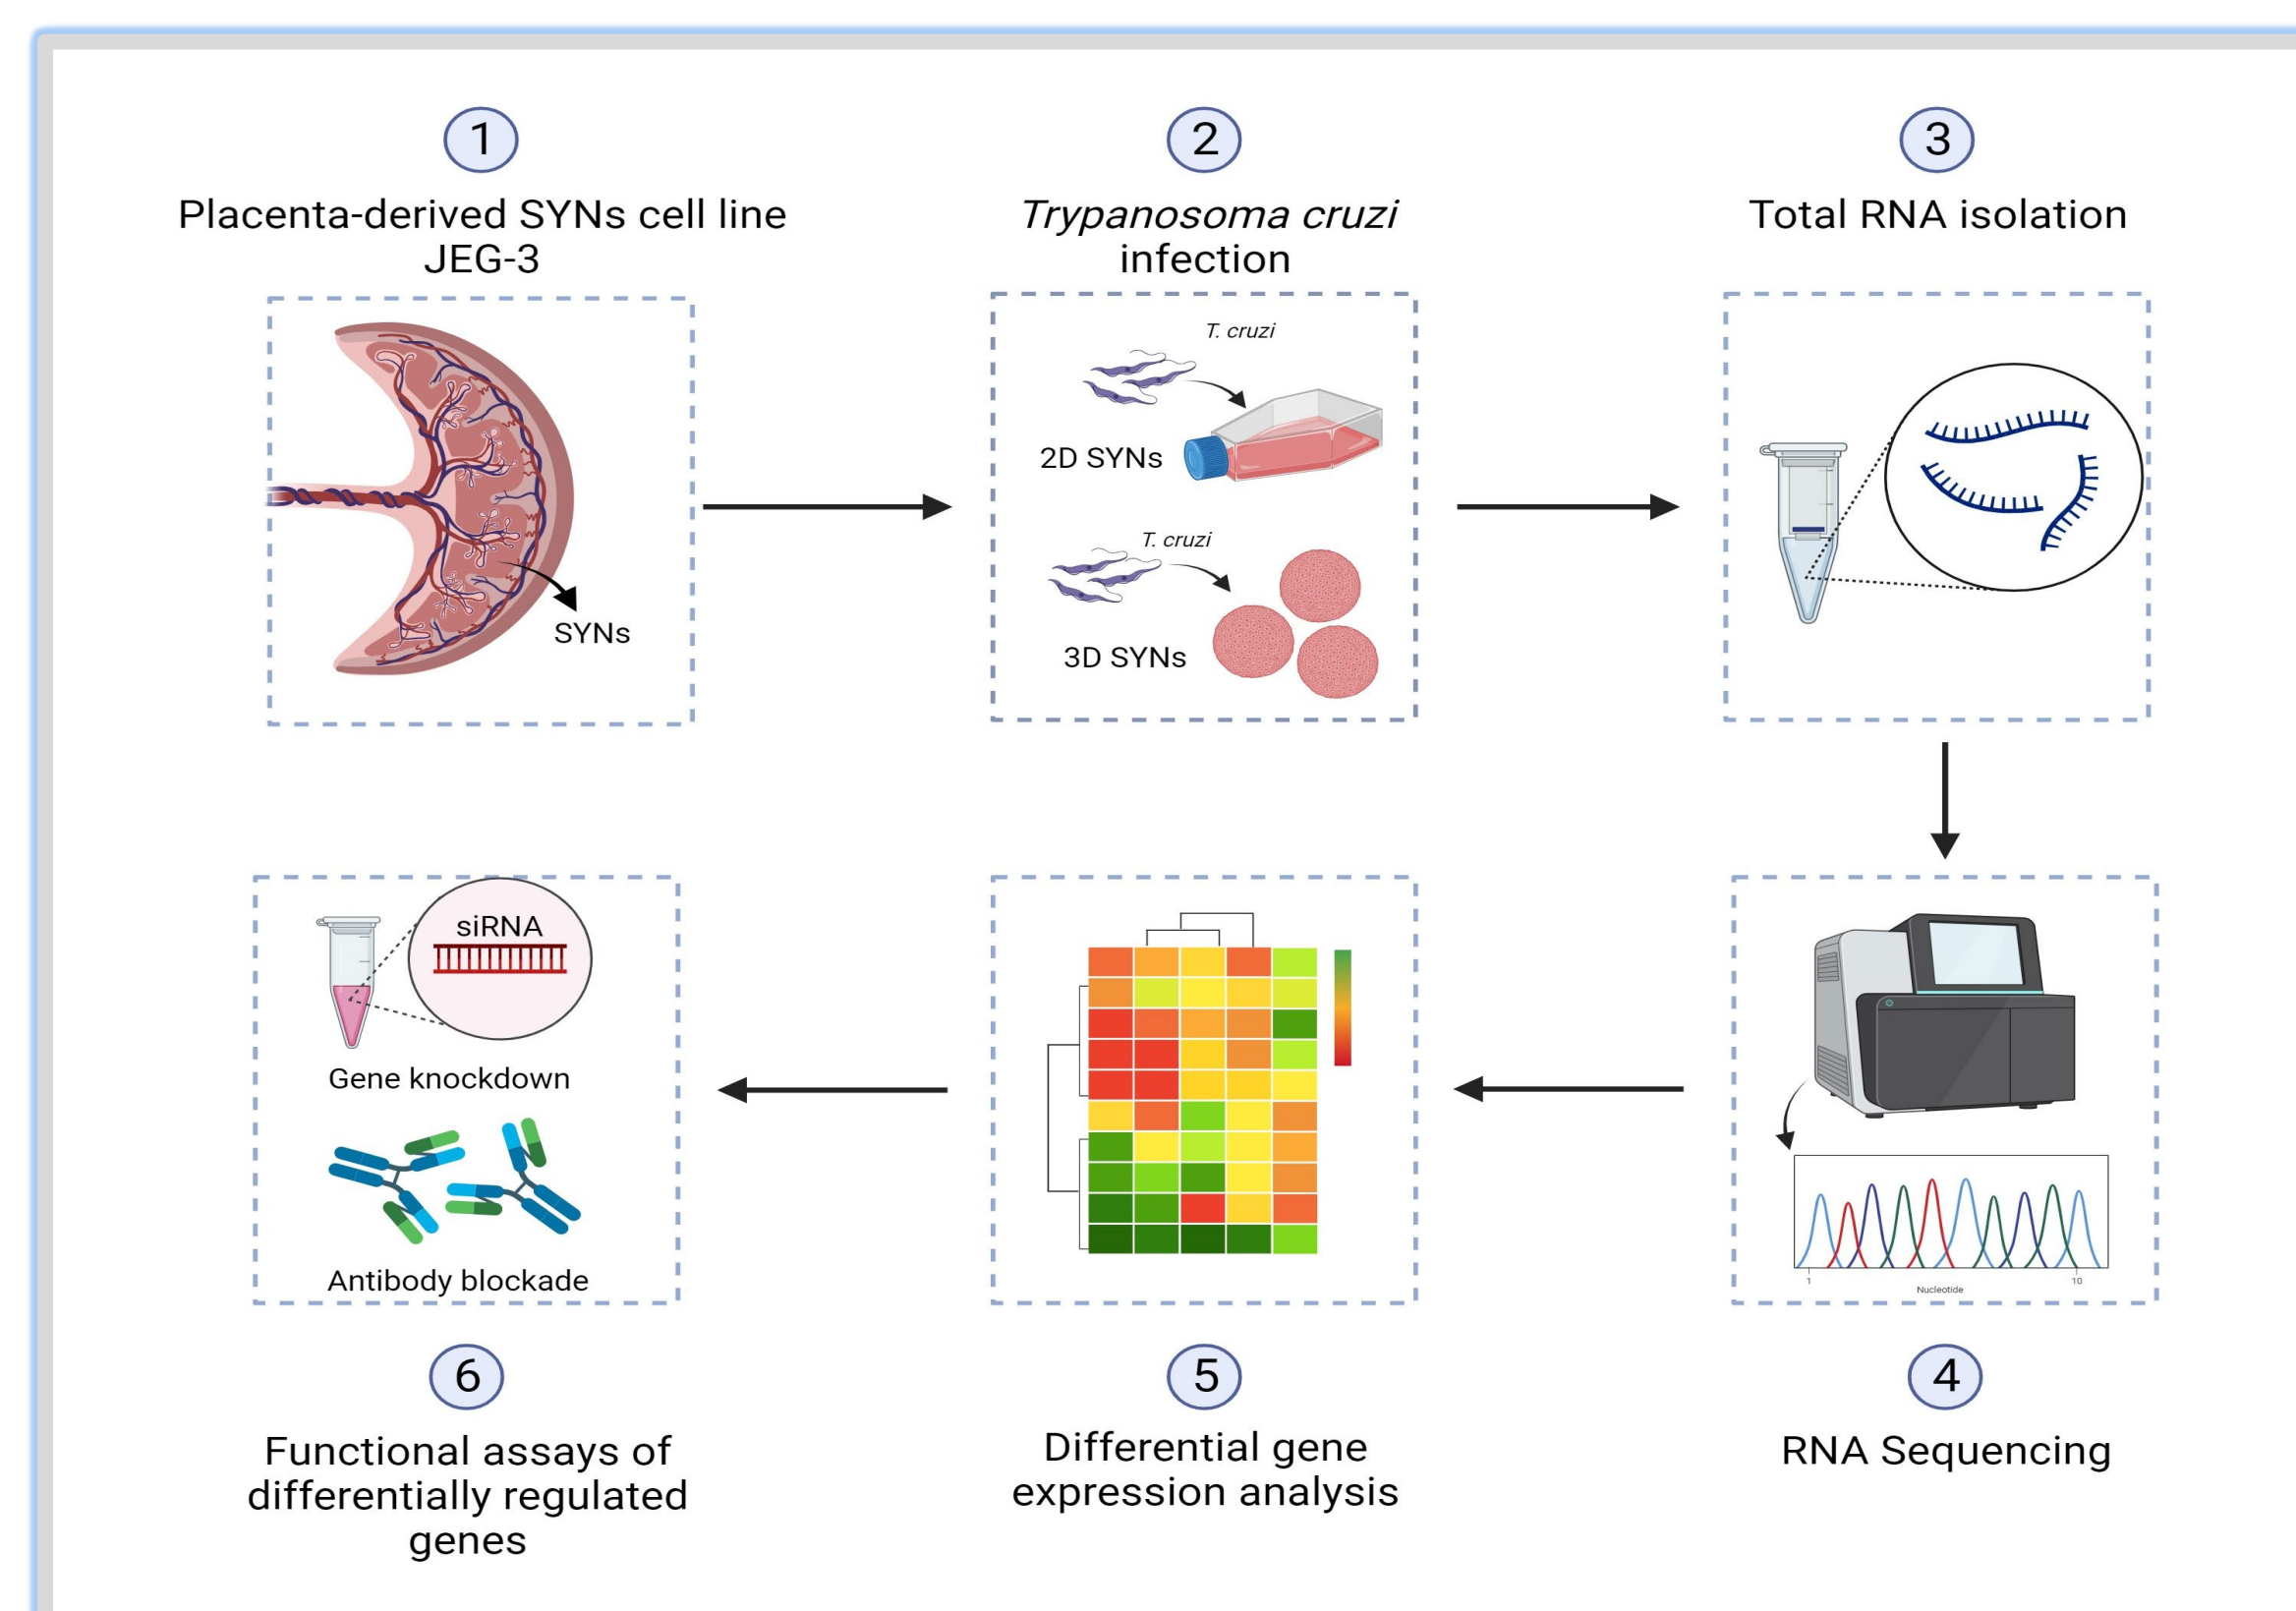 1
Placenta-derived SYNs cell line
JEG-3
SYNs
2
Trypanosoma cruzi
infection
T. cruzi
2D SYNs
T. cruzi
3D SYNs
3
Total RNA isolation
1
10
Nucleotide
4
RNA Sequencing
5
Differential gene
expression analysis
siRNA
Gene knockdown
Antibody blockade
6
Functional assays of
differentially regulated
genes